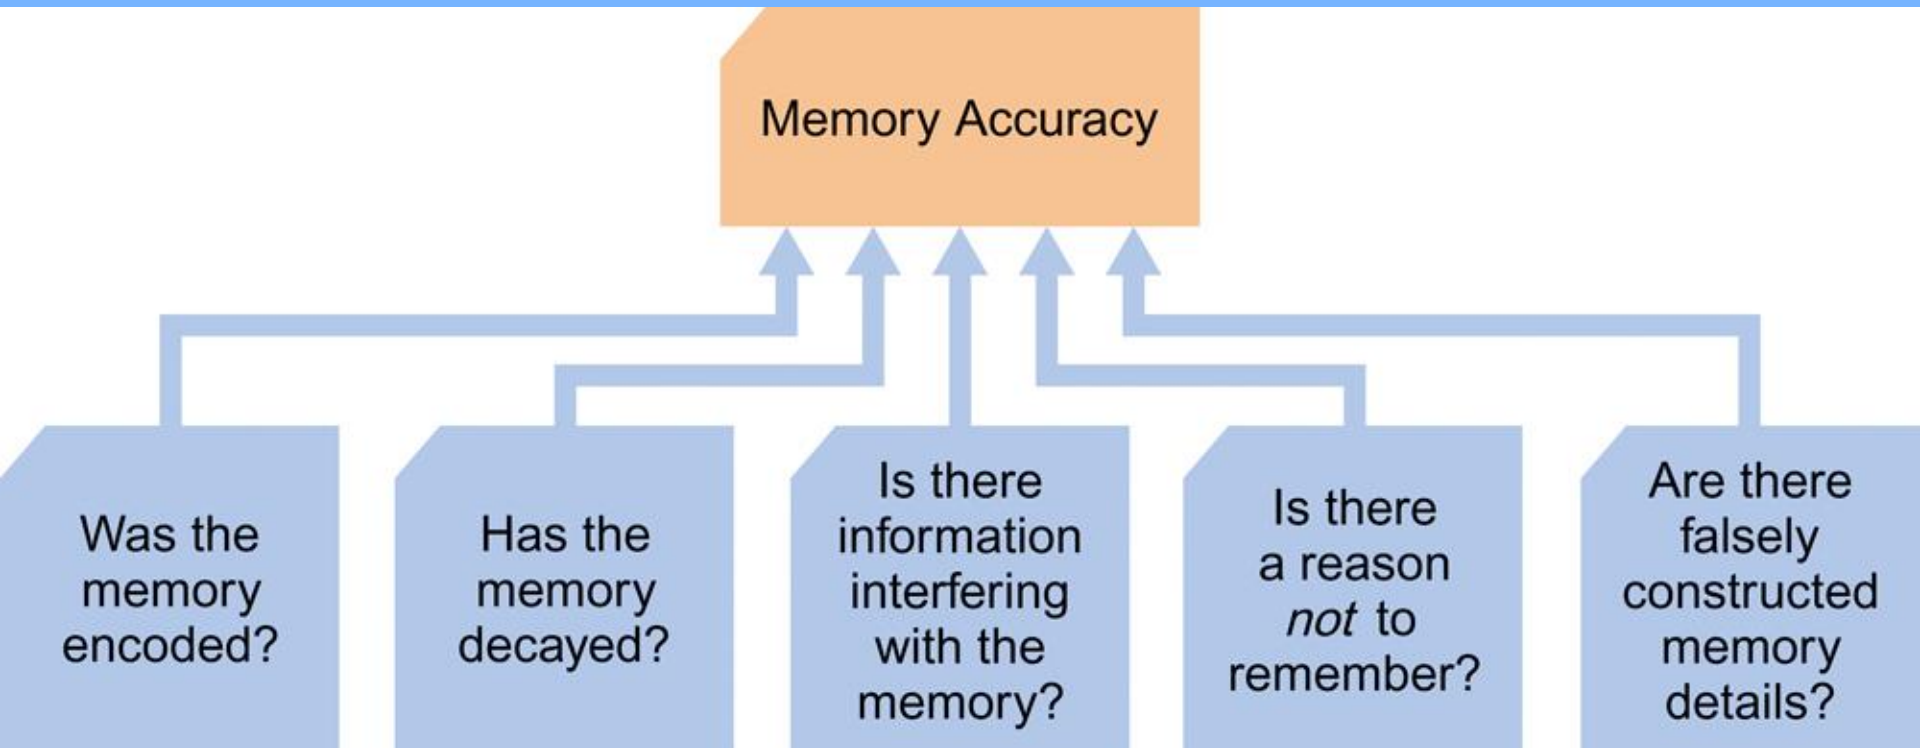 Memory Accuracy
Was the
memory
encoded?
Has the
memory
decayed?
Is there
information
interfering
with the
memory?
Is there
a reason
not to
remember?
Are there
falsely
constructed
memory
details?